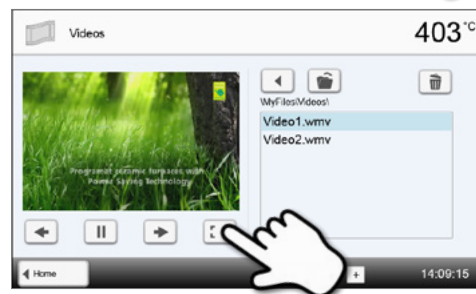 Videos
403°C
\MyFiles\Videos\
Video1.wmv
Video2.wmv
Programat ceramic furnaces with
Power Saving Technology
Home
+
14:09:15